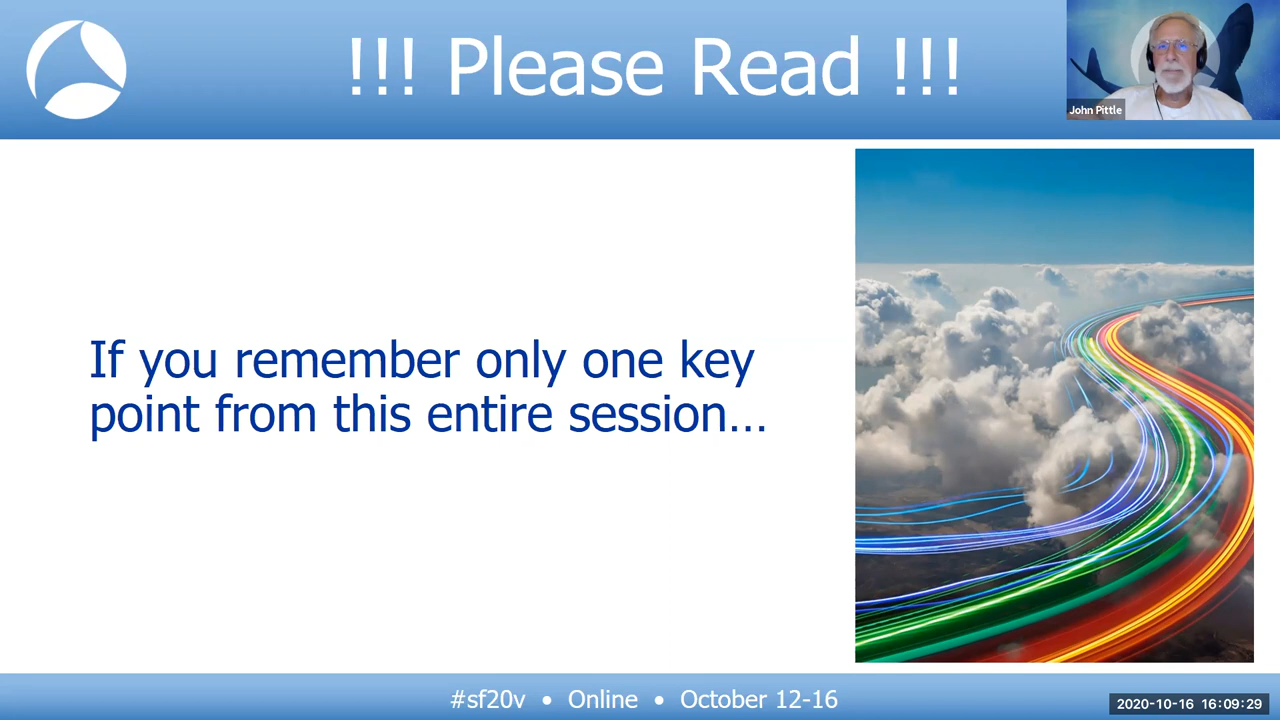 !!! Please Read !!!
John Pittle
If you remember only one key
point from this entire session...
#sf20v • Online • October 12-16
2020-10-16 16:09:29